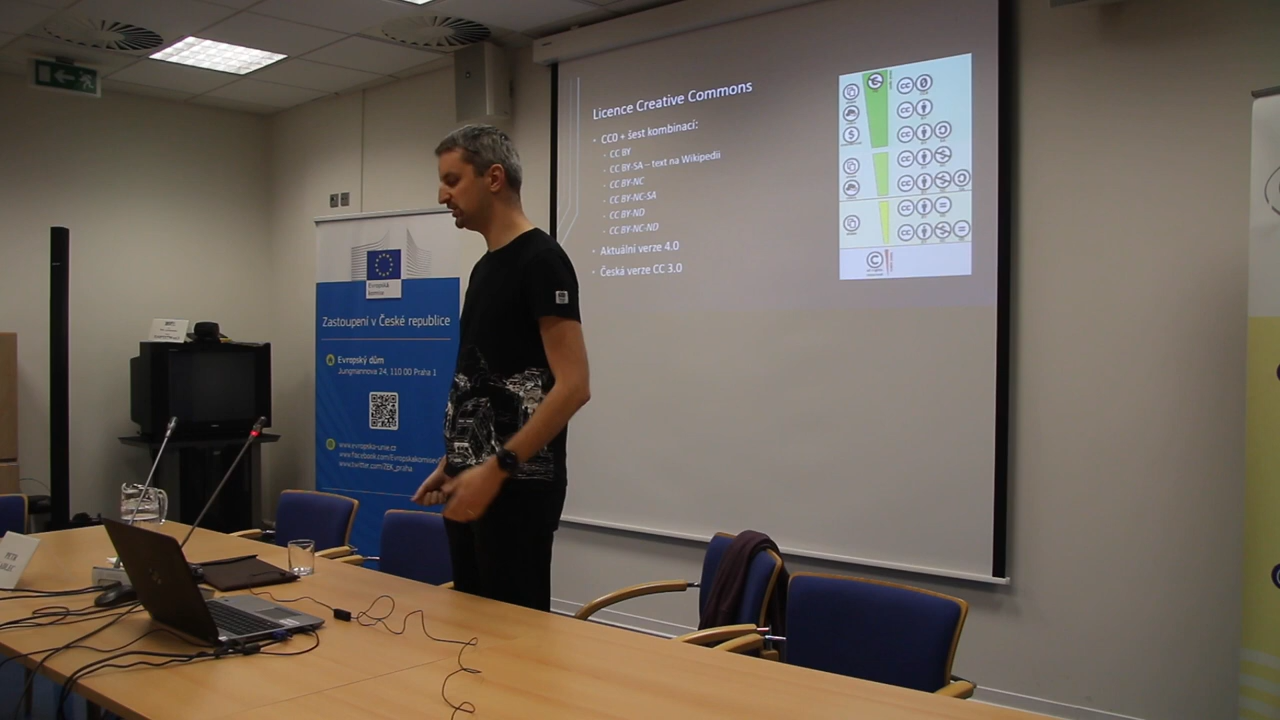 Licence Creative Commons
CC0 + šest kombinací:
CC BY
CC BY-SA – text na Wikipedii
CC BY-NC
CC BY-NC-SA
CC BY-ND
CC BY-NC-ND
Aktuální verze 4.0
Česká verze CC 3.0
Evropská
komise
Zastoupení v České republice
Evropský dům
Jungmannova 24, 110 00 Praha 1
www.evropska-unie.cz
www.facebook.com/Evropskakomise
www.twitter.com/ZEK_praha
PETR